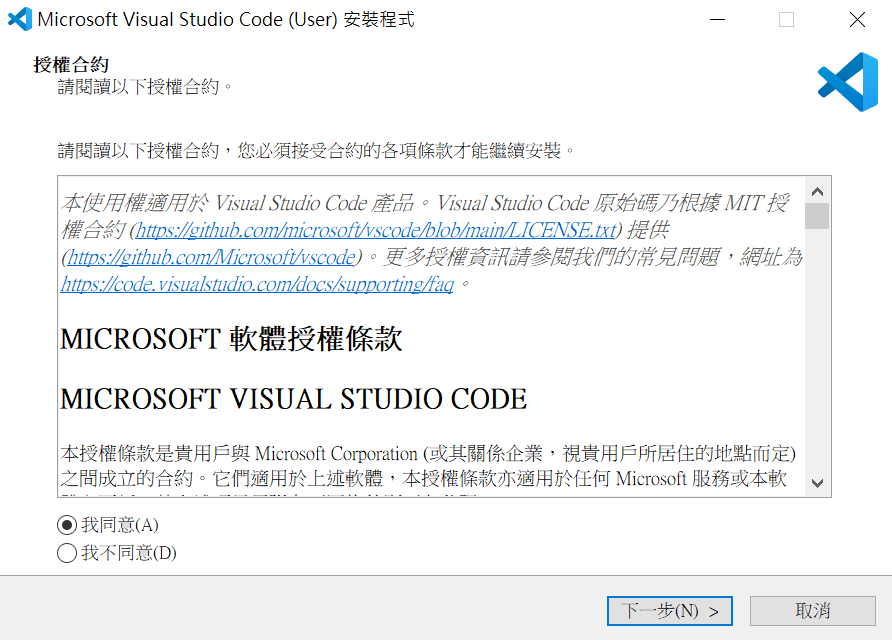 Microsoft Visual Studio Code (User) 安裝程式
授權合約
請閱讀以下授權合約。
請閱讀以下授權合約，您必須接受合約的各項條款才能繼續安裝。
本使用權適用於 Visual Studio Code 產品。Visual Studio Code 原始碼乃根據 MIT 授
權合約 (https://github.com/microsoft/vscode/blob/main/LICENSE.txt) 提供
(https://github.com/Microsoft/vscode)。更多授權資訊請參閱我們的常見問題，網址為
https://code.visualstudio.com/docs/supporting/faq。
MICROSOFT 軟體授權條款
MICROSOFT VISUAL STUDIO CODE
本授權條款是貴用戶與 Microsoft Corporation (或其關係企業，視貴用戶所居住的地點而定)
之間成立的合約。它們適用於上述軟體，本授權條款亦適用於任何 Microsoft 服務或本軟
我同意(A)
我不同意(D)
下一步(N) >
取消